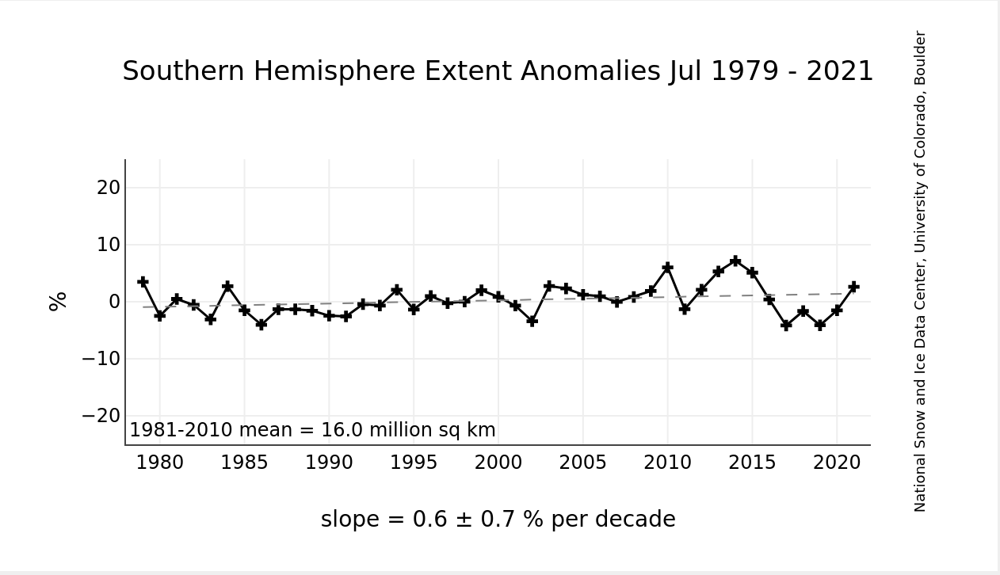 Southern Hemisphere Extent Anomalies Jul 1979 - 2021
National Snow and Ice Data Center, University of Colorado, Boulder
%
20
10
0
−10
−20
1981-2010 mean = 16.0 million sq km
1980 1985 1990 1995 2000 2005 2010 2015 2020
slope = 0.6 ± 0.7 % per decade